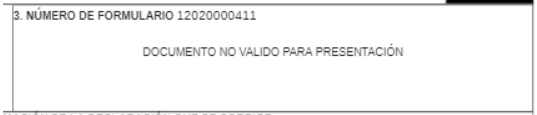 3. NÚMERO DE FORMULARIO 12020000411
DOCUMENTO NO VALIDO PARA PRESENTACIÓN